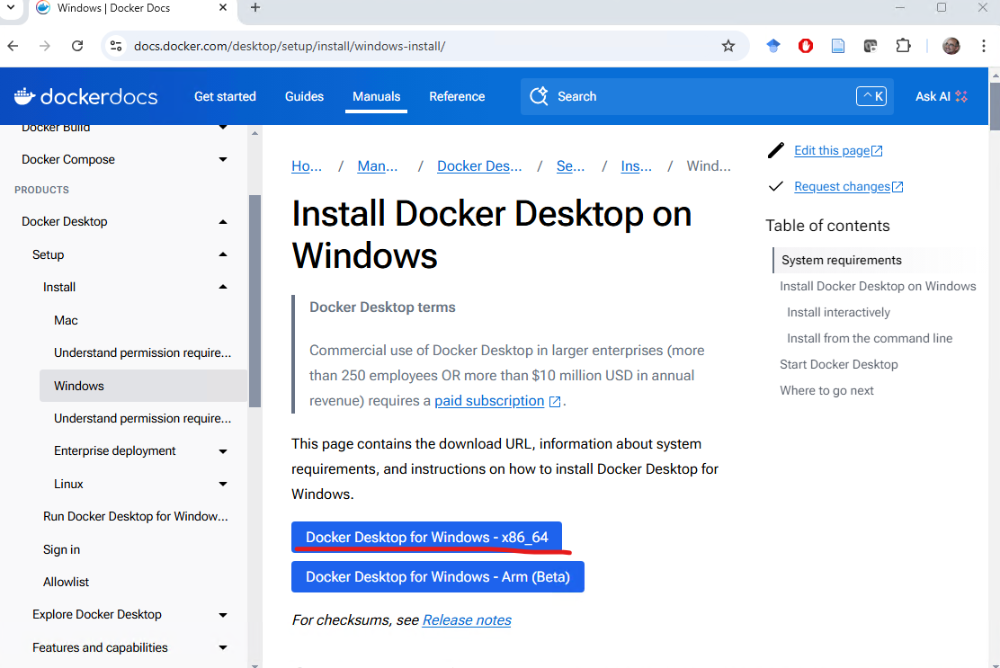 Windows | Docker Docs
docs.docker.com/desktop/setup/install/windows-install/
dockerdocs
Get started
Guides
Manuals
Reference
Search
^ K
Ask AI
Docker Build
Docker Compose
PRODUCTS
Docker Desktop
Setup
Install
Mac
Understand permission require...
Windows
Understand permission require...
Enterprise deployment
Linux
Run Docker Desktop for Window...
Sign in
Allowlist
Explore Docker Desktop
Features and capabilities
Ho... / Man... / Docker Des... / Se... / Ins... / Wind...
Install Docker Desktop on
Windows
Docker Desktop terms
Commercial use of Docker Desktop in larger enterprises (more
than 250 employees OR more than $10 million USD in annual
revenue) requires a paid subscription .
This page contains the download URL, information about system
requirements, and instructions on how to install Docker Desktop for
Windows.
Docker Desktop for Windows - x86_64
Docker Desktop for Windows - Arm (Beta)
For checksums, see Release notes
Edit this page
Request changes
Table of contents
System requirements
Install Docker Desktop on Windows
Install interactively
Install from the command line
Start Docker Desktop
Where to go next